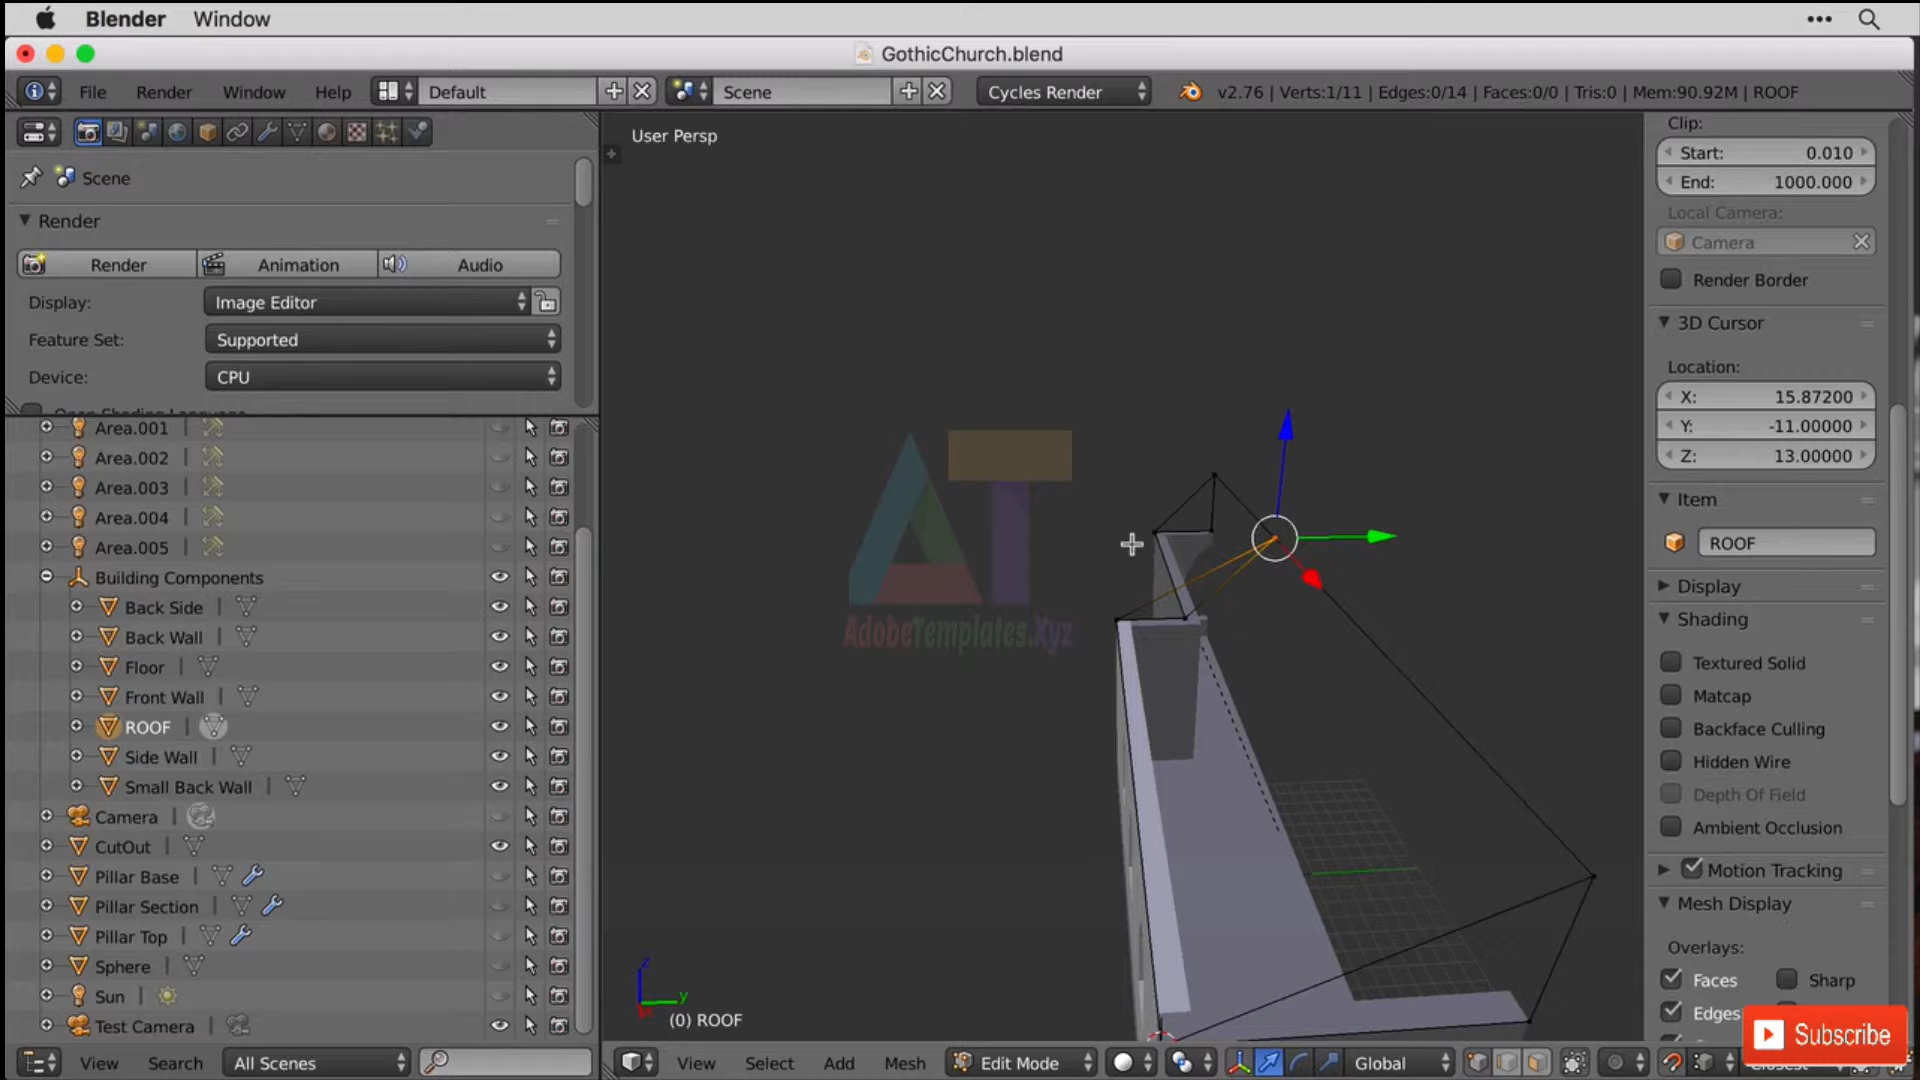 Blender Window
GothicChurch.blend
File Render Window Help Default Scene Cycles Render v2.76 | Verts:1/11 | Edges:0/14 | Faces:0/0 | Tris:0 | Mem:90.92M | ROOF
Scene
Render
Render Animation Audio
Display: Image Editor
Feature Set: Supported
Device: CPU
Open Shading Language
Area.001
Area.002
Area.003
Area.004
Area.005
Building Components
Back Side
Back Wall
Floor
Front Wall
ROOF
Side Wall
Small Back Wall
Camera
CutOut
Pillar Base
Pillar Section
Pillar Top
Sphere
Sun
Test Camera
View Search All Scenes
User Persp
AT
AdobeTemplates.Xyz
z
y
(0) ROOF
View Select Add Mesh Edit Mode Global Closest
Clip:
Start: 0.010
End: 1000.000
Local Camera:
Camera
Render Border
3D Cursor
Location:
X: 15.87200
Y: -11.00000
Z: 13.00000
Item
ROOF
Display
Shading
Textured Solid
Matcap
Backface Culling
Hidden Wire
Depth Of Field
Ambient Occlusion
Motion Tracking
Mesh Display
Overlays:
Faces Sharp
Edges
Subscribe